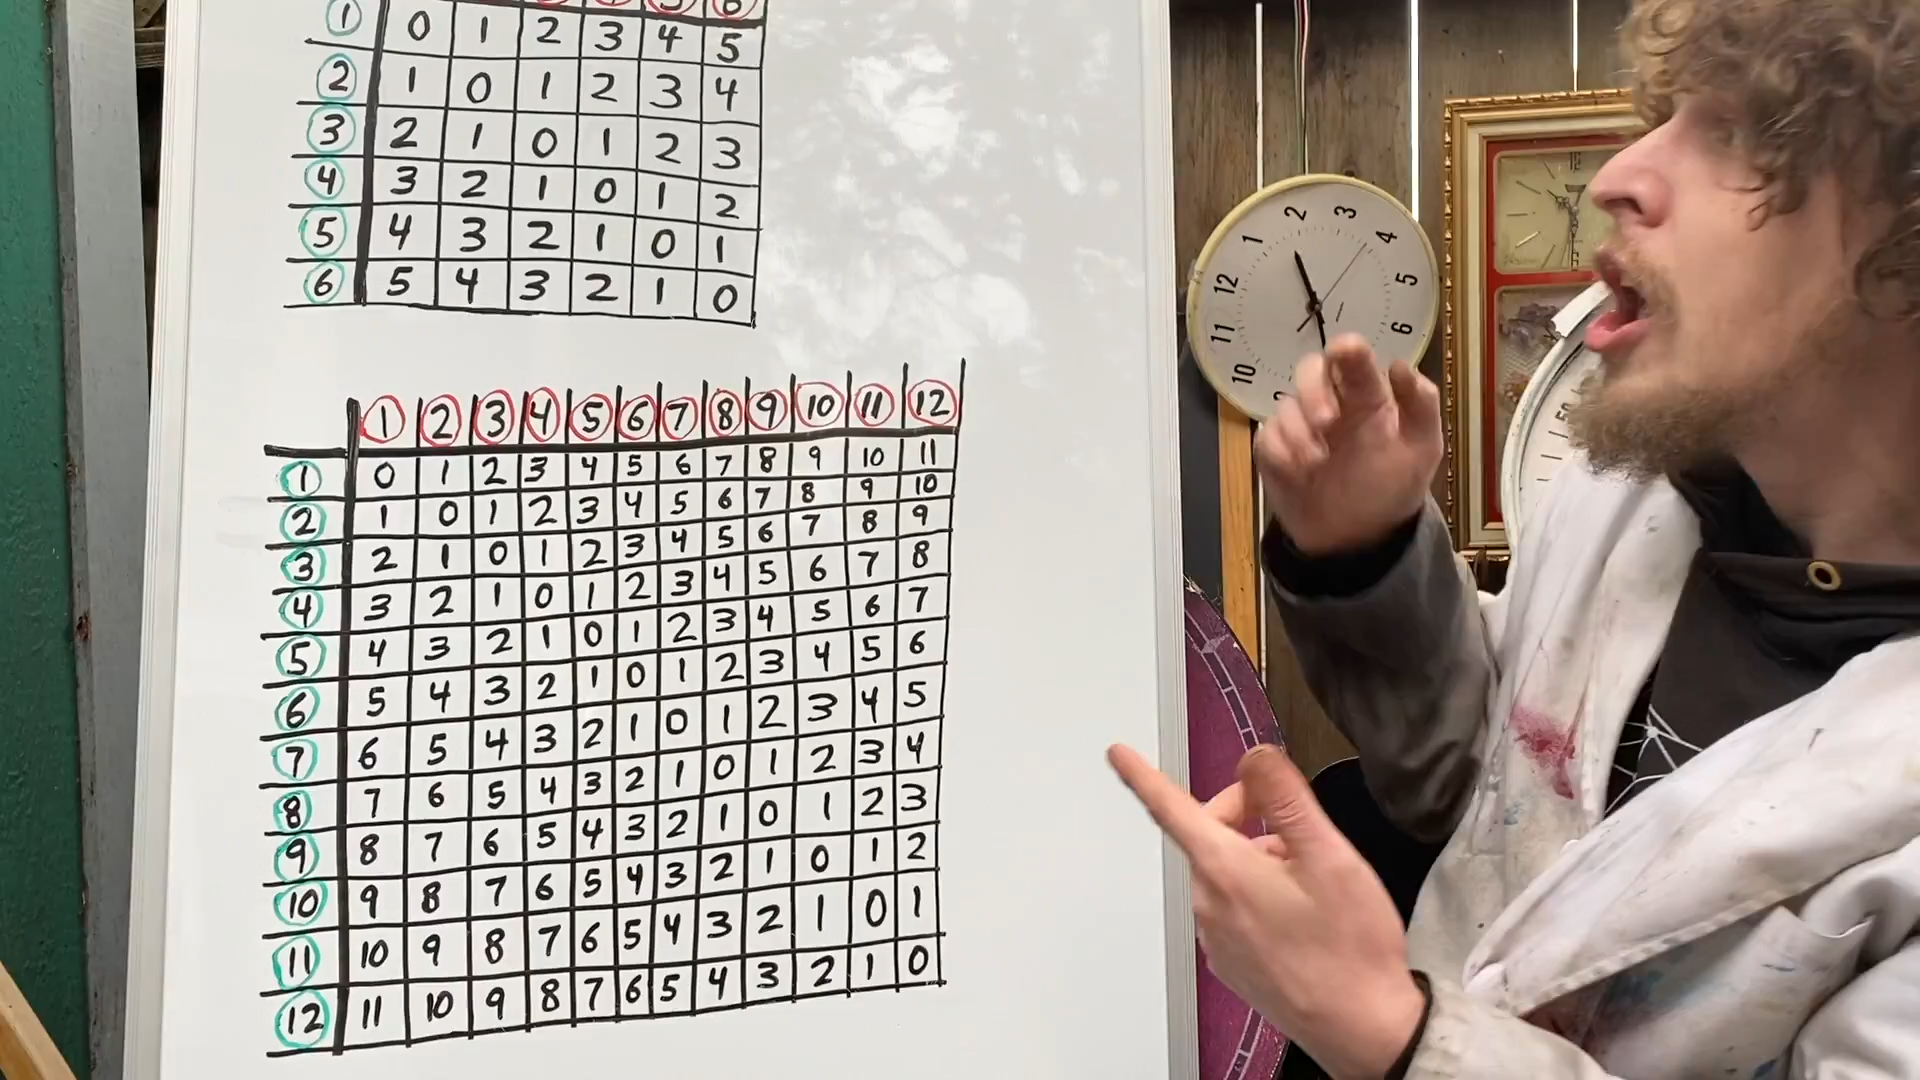 1 0 1 2 3 4 5
2 1 0 1 2 3 4
3 2 1 0 1 2 3
4 3 2 1 0 1 2
5 4 3 2 1 0 1
6 5 4 3 2 1 0
1 2 3 4 5 6 7 8 9 10 11 12
1 0 1 2 3 4 5 6 7 8 9 10 11
2 1 0 1 2 3 4 5 6 7 8 9 10
3 2 1 0 1 2 3 4 5 6 7 8 9
4 3 2 1 0 1 2 3 4 5 6 7 8
5 4 3 2 1 0 1 2 3 4 5 6 7
6 5 4 3 2 1 0 1 2 3 4 5 6
7 6 5 4 3 2 1 0 1 2 3 4 5
8 7 6 5 4 3 2 1 0 1 2 3 4
9 8 7 6 5 4 3 2 1 0 1 2 3
10 9 8 7 6 5 4 3 2 1 0 1 2
11 10 9 8 7 6 5 4 3 2 1 0 1
12 11 10 9 8 7 6 5 4 3 2 1 0
10 11 12 1 2 3 4 5 6
12
50